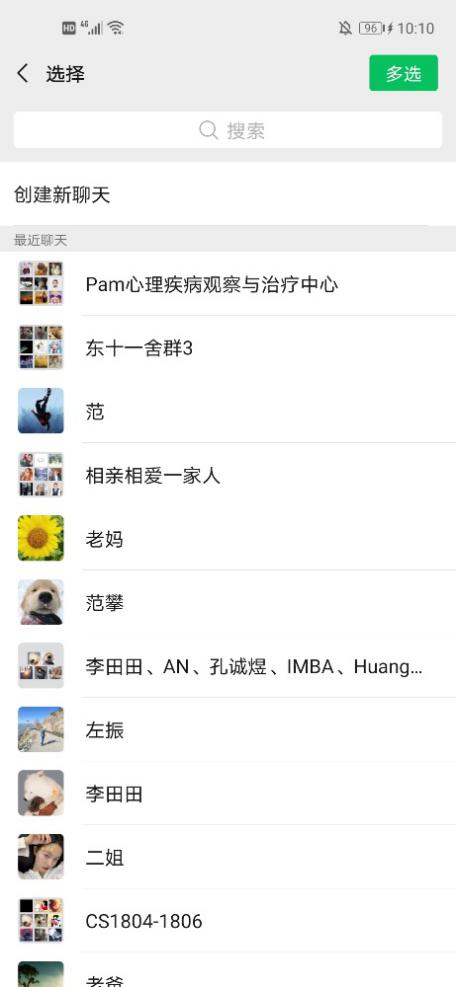 HD 4G 96 10:10
选择 多选
搜索
创建新聊天
最近聊天
Pam心理疾病观察与治疗中心
东十一舍群3
范
相亲相爱一家人
老妈
范攀
李田田、AN、孔诚煜、IMBA、Huang...
左振
李田田
二姐
CS1804-1806
老爸